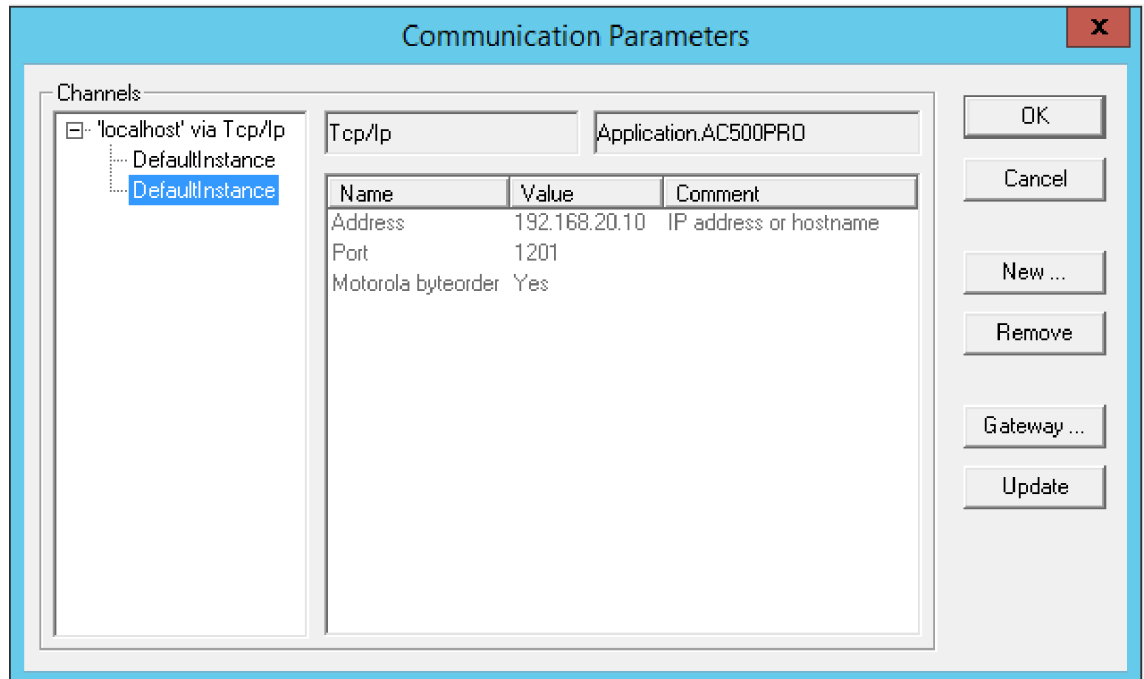 Communication Parameters
x
Channels
'localhost' via Tcp/Ip
DefaultInstance
DefaultInstance
Tcp/Ip
Application.AC500PRO
Name Value Comment
Address 192.168.20.10 IP address or hostname
Port 1201
Motorola byteorder Yes
OK
Cancel
New ...
Remove
Gateway ...
Update